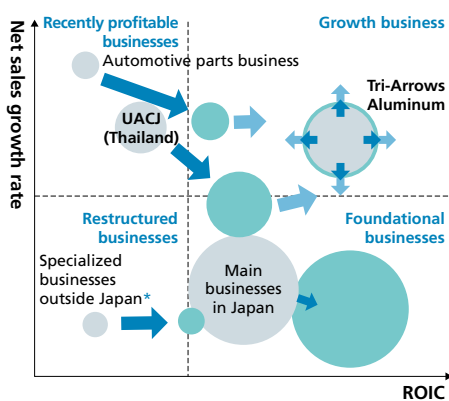 Net sales growth rate
Recently profitable
businesses
Growth business
Automotive parts business
Tri-Arrows
Aluminum
UACJ
(Thailand)
Restructured
businesses
Foundational
businesses
Specialized
businesses
outside Japan*
Main
businesses
in Japan
ROIC